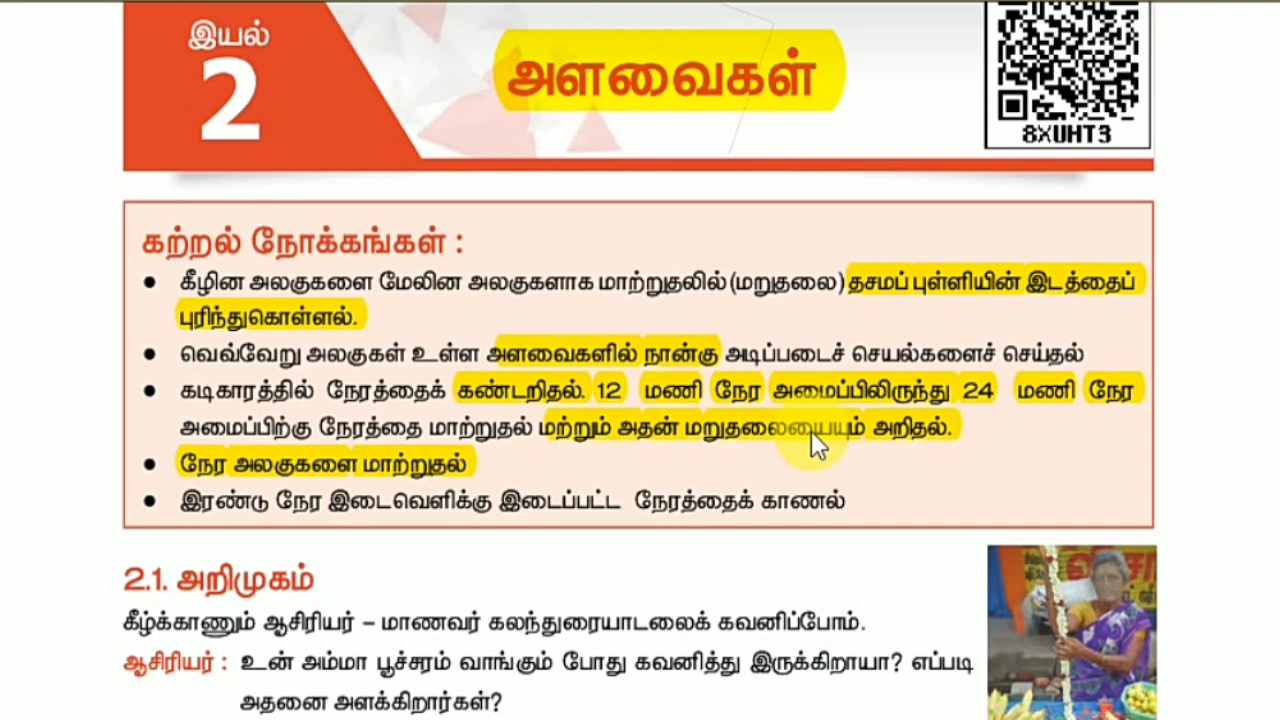 இயல்
2
அளவைகள்
8XUHT3
கற்றல் நோக்கங்கள் :
● கீழின அலகுகளை மேலின அலகுகளாக மாற்றுதலில் (மறுதலை) தசமப் புள்ளியின் இடத்தைப்
புரிந்துகொள்ளல்.
● வெவ்வேறு அலகுகள் உள்ள அளவைகளில் நான்கு அடிப்படைச் செயல்களைச் செய்தல்
● கடிகாரத்தில் நேரத்தைக் கண்டறிதல். 12 மணி நேர அமைப்பிலிருந்து 24 மணி நேர
அமைப்பிற்கு நேரத்தை மாற்றுதல் மற்றும் அதன் மறுதலையையும் அறிதல்.
● நேர அலகுகளை மாற்றுதல்
● இரண்டு நேர இடைவெளிக்கு இடைப்பட்ட நேரத்தைக் காணல்
2.1. அறிமுகம்
கீழ்க்காணும் ஆசிரியர் – மாணவர் கலந்துரையாடலைக் கவனிப்போம்.
ஆசிரியர் : உன் அம்மா பூச்சரம் வாங்கும் போது கவனித்து இருக்கிறாயா? எப்படி
அதனை அளக்கிறார்கள்?